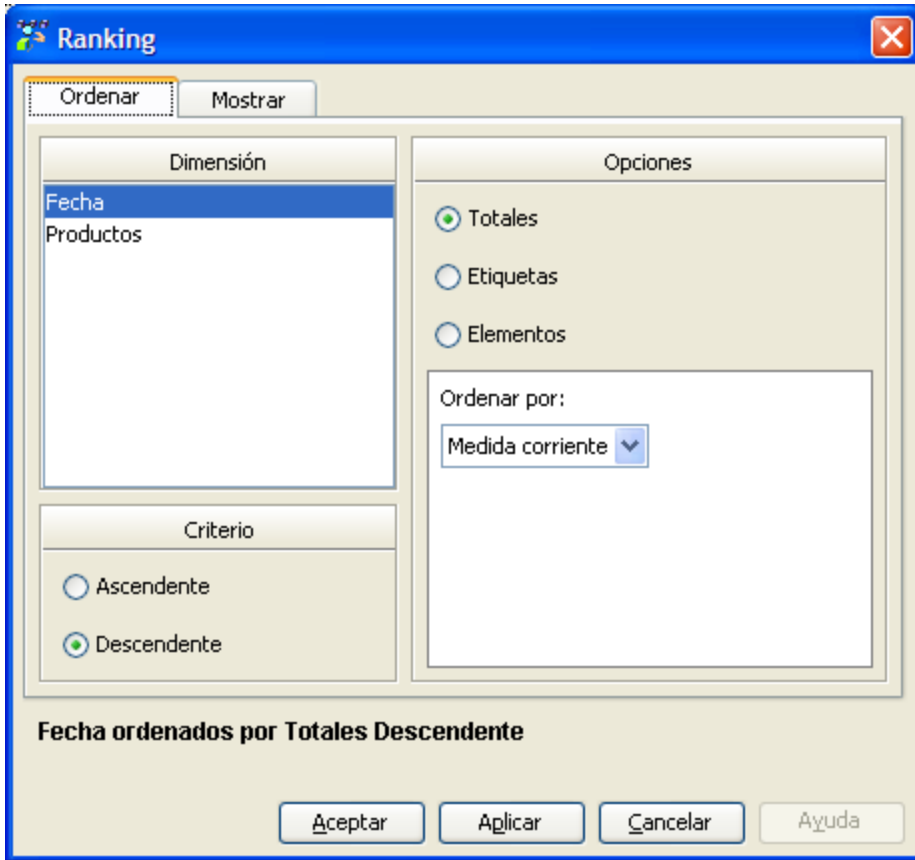 Ranking
Ordenar
Mostrar
Dimensión
Fecha
Productos
Criterio
Ascendente
Descendente
Opciones
Totales
Etiquetas
Elementos
Ordenar por:
Medida corriente
Fecha ordenados por Totales Descendente
Aceptar
Aplicar
Cancelar
Ayuda